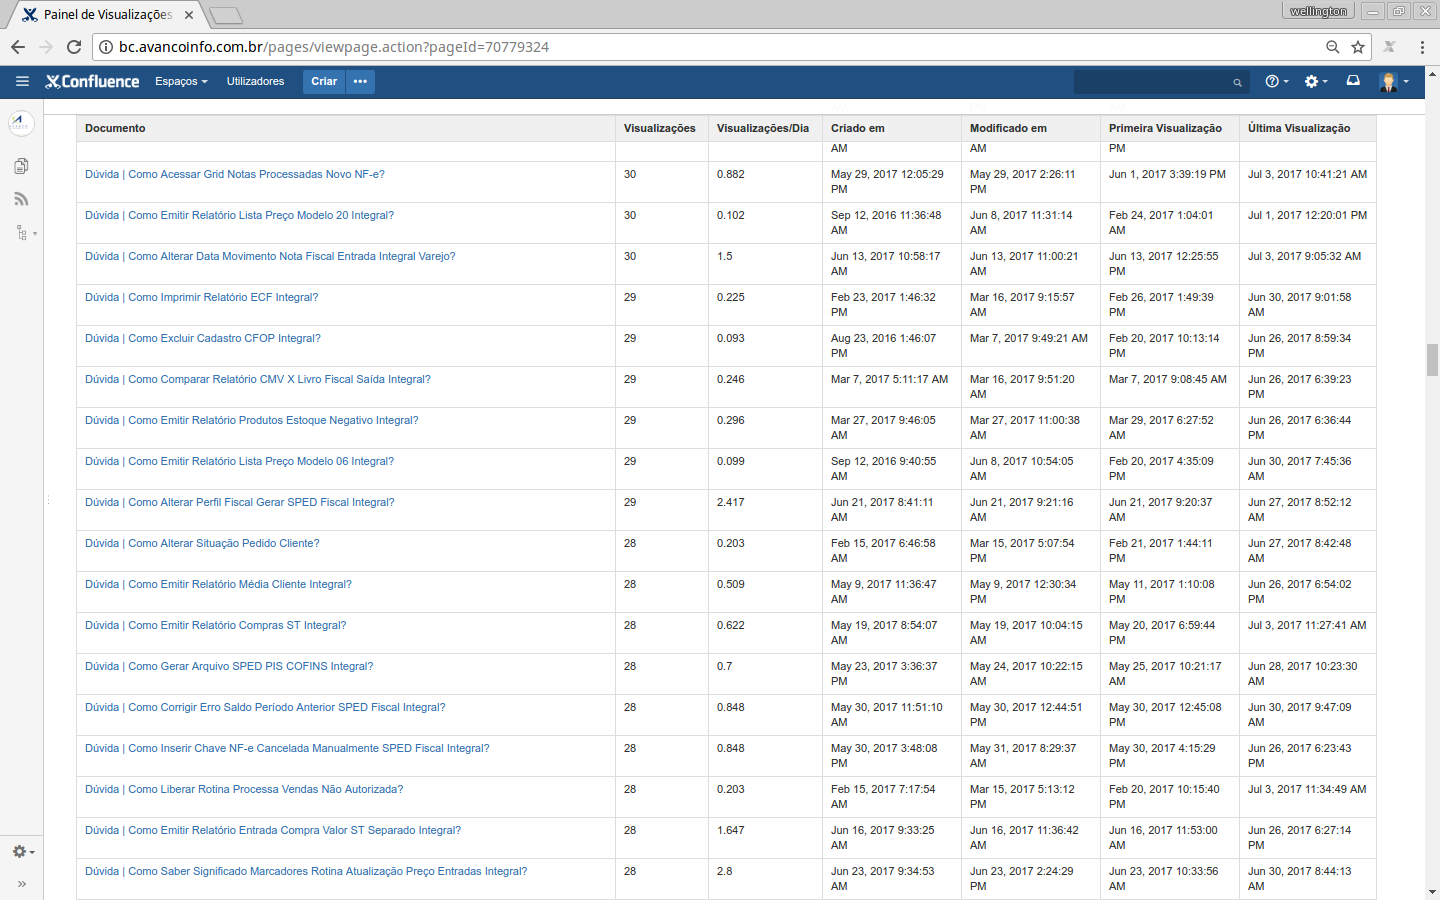 Painel de Visualizações
wellington
bc.avancoinfo.com.br/pages/viewpage.action?pageId=70779324
Confluence Espaços Utilizadores Criar
Documento Visualizações Visualizações/Dia Criado em Modificado em Primeira Visualização Última Visualização
AM AM PM
Dúvida | Como Acessar Grid Notas Processadas Novo NF-e? 30 0.882 May 29, 2017 12:05:29 May 29, 2017 2:26:11 Jun 1, 2017 3:39:19 PM Jul 3, 2017 10:41:21 AM
PM PM
Dúvida | Como Emitir Relatório Lista Preço Modelo 20 Integral? 30 0.102 Sep 12, 2016 11:36:48 Jun 8, 2017 11:31:14 Feb 24, 2017 1:04:01 Jul 1, 2017 12:20:01 PM
AM AM AM
Dúvida | Como Alterar Data Movimento Nota Fiscal Entrada Integral Varejo? 30 1.5 Jun 13, 2017 10:58:17 Jun 13, 2017 11:00:21 Jun 13, 2017 12:25:55 Jul 3, 2017 9:05:32 AM
AM AM PM
Dúvida | Como Imprimir Relatório ECF Integral? 29 0.225 Feb 23, 2017 1:46:32 Mar 16, 2017 9:15:57 Feb 26, 2017 1:49:39 Jun 30, 2017 9:01:58
PM AM PM AM
Dúvida | Como Excluir Cadastro CFOP Integral? 29 0.093 Aug 23, 2016 1:46:07 Mar 7, 2017 9:49:21 AM Feb 20, 2017 10:13:14 Jun 26, 2017 8:59:34
PM PM PM
Dúvida | Como Comparar Relatório CMV X Livro Fiscal Saída Integral? 29 0.246 Mar 7, 2017 5:11:17 AM Mar 16, 2017 9:51:20 Mar 7, 2017 9:08:45 AM Jun 26, 2017 6:39:23
AM PM
Dúvida | Como Emitir Relatório Produtos Estoque Negativo Integral? 29 0.296 Mar 27, 2017 9:46:05 Mar 27, 2017 11:00:38 Mar 29, 2017 6:27:52 Jun 26, 2017 6:36:44
AM AM AM PM
Dúvida | Como Emitir Relatório Lista Preço Modelo 06 Integral? 29 0.099 Sep 12, 2016 9:40:55 Jun 8, 2017 10:54:05 Feb 20, 2017 4:35:09 Jun 30, 2017 7:45:36
AM AM PM AM
Dúvida | Como Alterar Perfil Fiscal Gerar SPED Fiscal Integral? 29 2.417 Jun 21, 2017 8:41:11 Jun 21, 2017 9:21:16 Jun 21, 2017 9:20:37 Jun 27, 2017 8:52:12
AM AM AM AM
Dúvida | Como Alterar Situação Pedido Cliente? 28 0.203 Feb 15, 2017 6:46:58 Mar 15, 2017 5:07:54 Feb 21, 2017 1:44:11 Jun 27, 2017 8:42:48
AM PM PM AM
Dúvida | Como Emitir Relatório Média Cliente Integral? 28 0.509 May 9, 2017 11:36:47 May 9, 2017 12:30:34 May 11, 2017 1:10:08 Jun 26, 2017 6:54:02
AM PM PM PM
Dúvida | Como Emitir Relatório Compras ST Integral? 28 0.622 May 19, 2017 8:54:07 May 19, 2017 10:04:15 May 20, 2017 6:59:44 Jul 3, 2017 11:27:41 AM
AM AM PM
Dúvida | Como Gerar Arquivo SPED PIS COFINS Integral? 28 0.7 May 23, 2017 3:36:37 May 24, 2017 10:22:15 May 25, 2017 10:21:17 Jun 28, 2017 10:23:30
PM AM AM AM
Dúvida | Como Corrigir Erro Saldo Período Anterior SPED Fiscal Integral? 28 0.848 May 30, 2017 11:51:10 May 30, 2017 12:44:51 May 30, 2017 12:45:08 Jun 30, 2017 9:47:09
AM PM PM AM
Dúvida | Como Inserir Chave NF-e Cancelada Manualmente SPED Fiscal Integral? 28 0.848 May 30, 2017 3:48:08 May 31, 2017 8:29:37 May 30, 2017 4:15:29 Jun 26, 2017 6:23:43
PM AM PM PM
Dúvida | Como Liberar Rotina Processa Vendas Não Autorizada? 28 0.203 Feb 15, 2017 7:17:54 Mar 15, 2017 5:13:12 Feb 20, 2017 10:15:40 Jul 3, 2017 11:34:49 AM
AM PM PM
Dúvida | Como Emitir Relatório Entrada Compra Valor ST Separado Integral? 28 1.647 Jun 16, 2017 9:33:25 Jun 16, 2017 11:36:42 Jun 16, 2017 11:53:00 Jun 26, 2017 6:27:14
AM AM AM PM
Dúvida | Como Saber Significado Marcadores Rotina Atualização Preço Entradas Integral? 28 2.8 Jun 23, 2017 9:34:53 Jun 23, 2017 2:24:29 Jun 23, 2017 10:33:56 Jun 30, 2017 8:44:13
AM PM AM AM